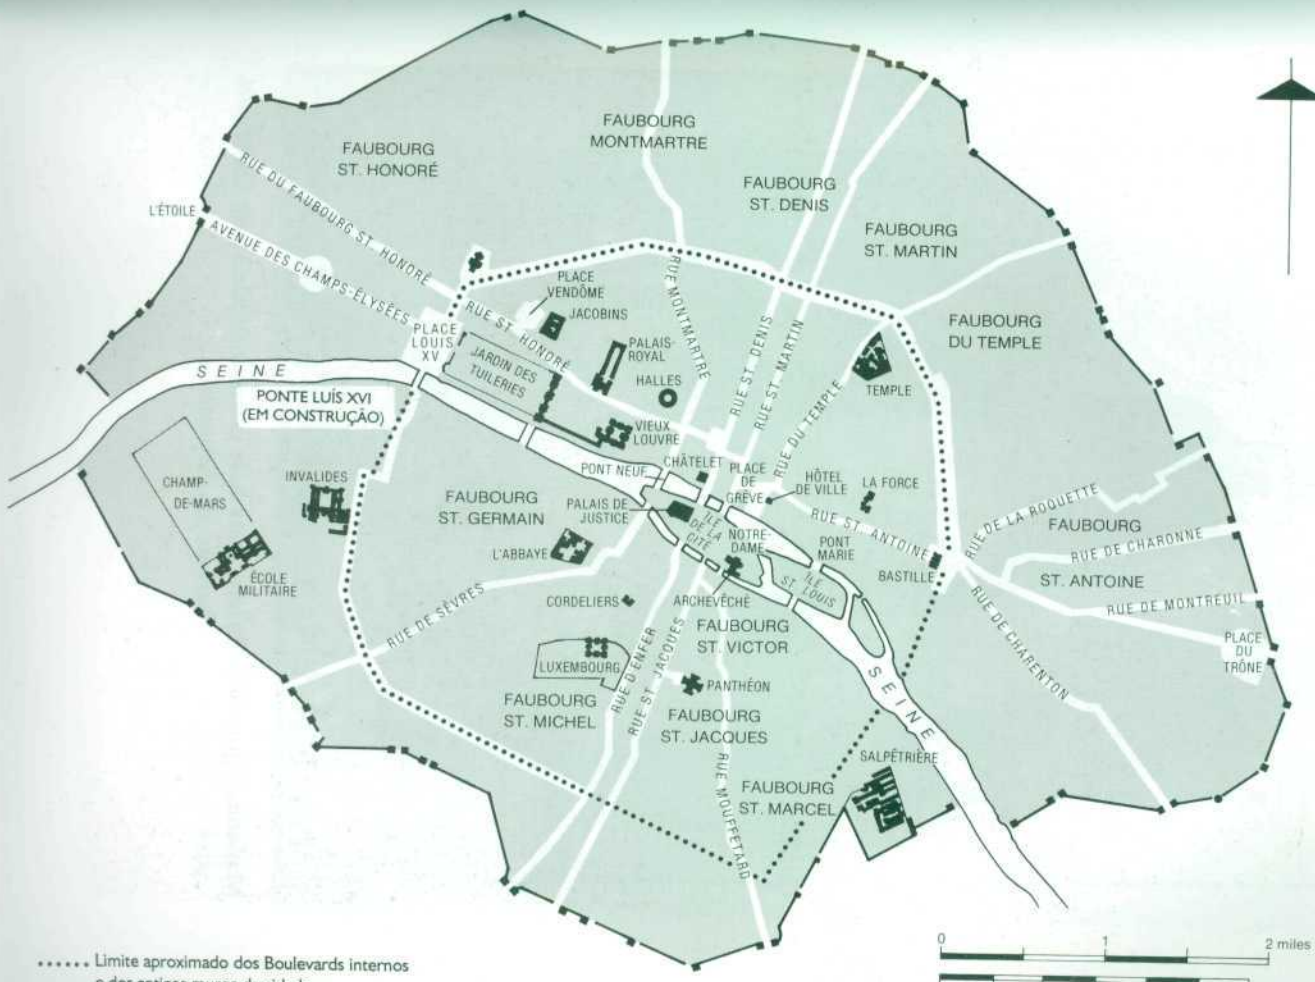 FAUBOURG
ST. HONORÉ
FAUBOURG
MONTMARTRE
FAUBOURG
ST. DENIS
FAUBOURG
ST. MARTIN
FAUBOURG
DU TEMPLE
L'ÉTOILE
RUE DU FAUBOURG ST. HONORÉ
AVENUE DES CHAMPS-ÉLYSÉES
PLACE
LOUIS
XV
PLACE
VENDÔME
JACOBINS
RUE ST. HONORÉ
PALAIS-
ROYAL
HALLES
JARDIN DES
TUILERIES
VIEUX
LOUVRE
RUE MONTMARTRE
RUE ST. DENIS
RUE ST. MARTIN
RUE DU TEMPLE
TEMPLE
SEINE
PONTE LUÍS XVI
(EM CONSTRUÇÃO)
CHAMP-
DE-MARS
INVALIDES
ÉCOLE
MILITAIRE
FAUBOURG
ST. GERMAIN
PONT NEUF
CHÂTELET
PLACE
DE
GRÈVE
HÔTEL
DE VILLE
LA FORCE
PALAIS DE
JUSTICE
ÎLE
DE LA
CITÉ
NOTRE-
DAME
PONT
MARIE
RUE ST. ANTOINE
BASTILLE
RUE DE LA ROQUETTE
FAUBOURG
ST. ANTOINE
RUE DE CHARONNE
RUE DE MONTREUIL
PLACE
DU
TRÔNE
RUE DE CHARENTON
L'ABBAYE
CORDELIERS
ARCHEVÊCHÉ
ÎLE
ST. LOUIS
RUE DE SÈVRES
LUXEMBOURG
FAUBOURG
ST. MICHEL
RUE D'ENFER
RUE ST. JACQUES
FAUBOURG
ST. VICTOR
PANTHÉON
FAUBOURG
ST. JACQUES
RUE MOUFFETARD
SEINE
FAUBOURG
ST. MARCEL
SALPÊTRIÈRE
Limite aproximado dos Boulevards internos
0 1 2 miles